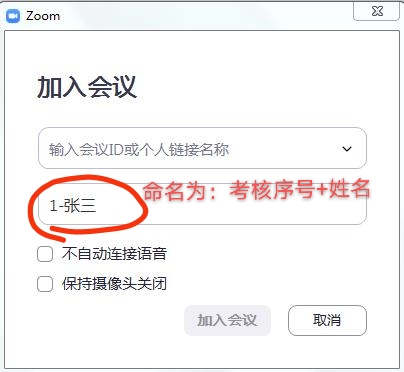 Zoom
加入会议
输入会议ID或个人链接名称
命名为：考核序号+姓名
1-张三
不自动连接语音
保持摄像头关闭
加入会议
取消